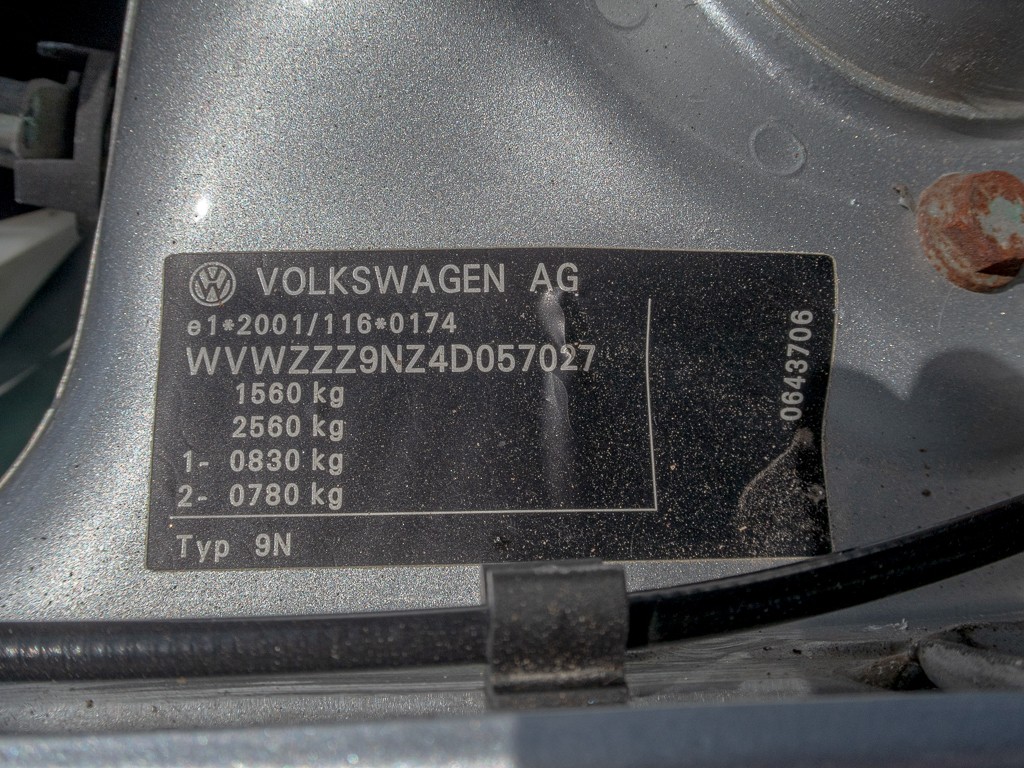 VOLKSWAGEN AG
e1*2001/116*0174
WVWZZZ9NZ4D057027
1560 kg
2560 kg
1- 0830 kg
2- 0780 kg
Typ 9N
0643706